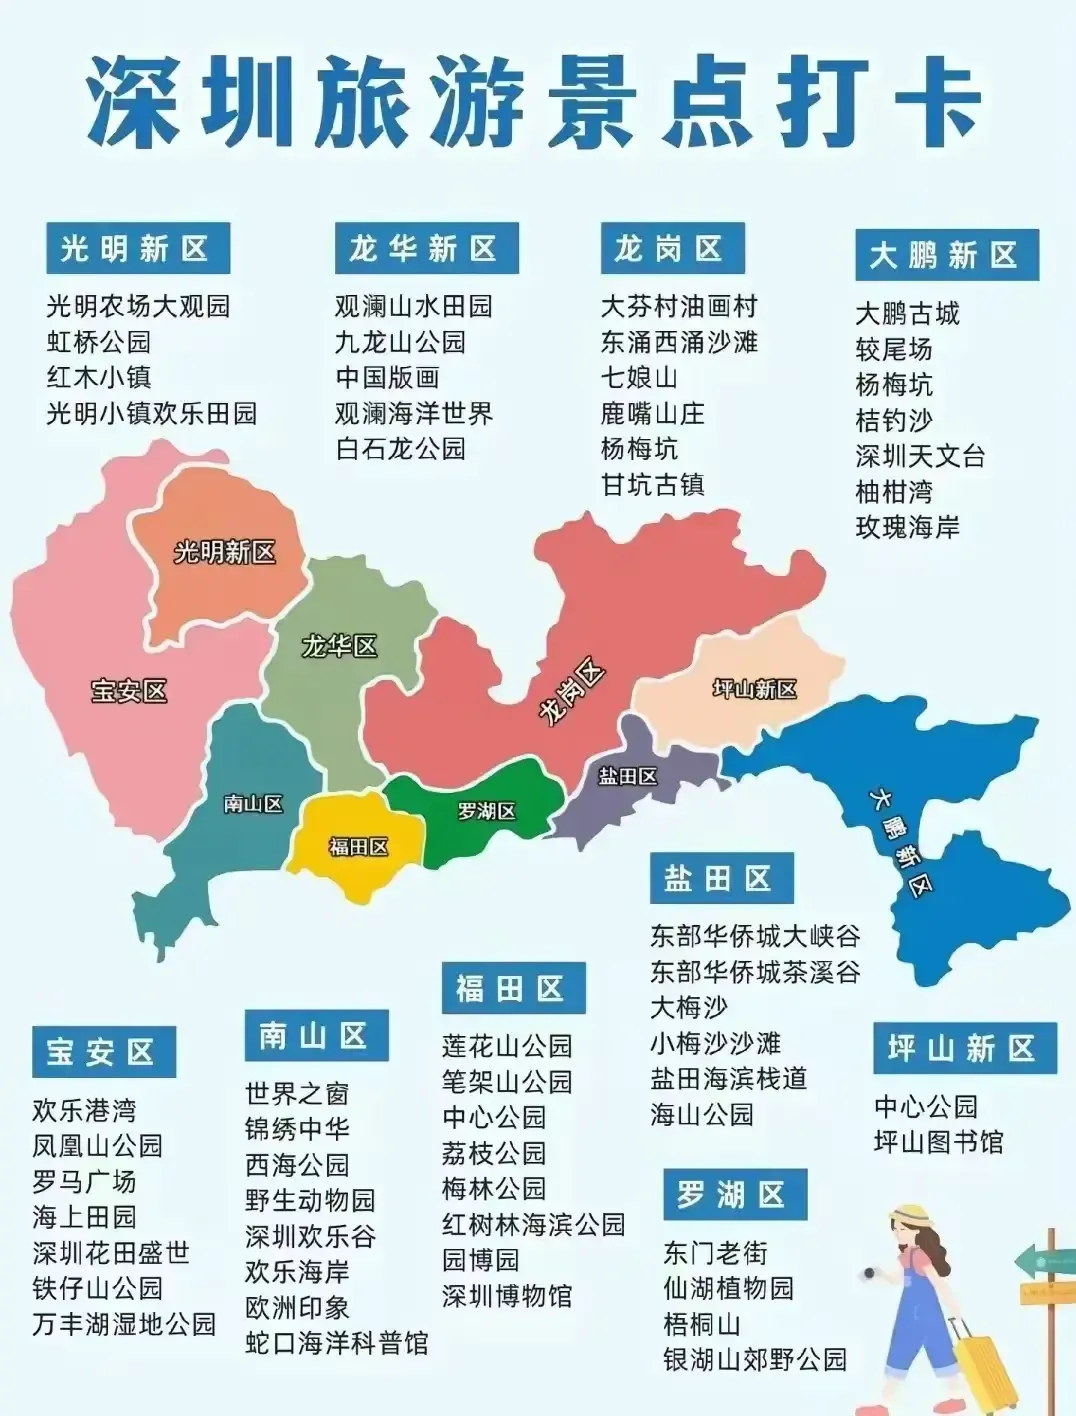 深圳旅游景点打卡
光明新区
光明农场大观园
虹桥公园
红木小镇
光明小镇欢乐田园
龙华新区
观澜山水田园
九龙山公园
中国版画
观澜海洋世界
白石龙公园
龙岗区
大芬村油画村
东涌西涌沙滩
七娘山
鹿嘴山庄
杨梅坑
甘坑古镇
大鹏新区
大鹏古城
较尾场
杨梅坑
桔钓沙
深圳天文台
柚柑湾
玫瑰海岸
光明新区
龙华区
宝安区
龙岗区
坪山新区
南山区
福田区
罗湖区
盐田区
大鹏新区
宝安区
欢乐港湾
凤凰山公园
罗马广场
海上田园
深圳花田盛世
铁仔山公园
万丰湖湿地公园
南山区
世界之窗
锦绣中华
西海公园
野生动物园
深圳欢乐谷
欢乐海岸
欧洲印象
蛇口海洋科普馆
福田区
莲花山公园
笔架山公园
中心公园
荔枝公园
梅林公园
红树林海滨公园
园博园
深圳博物馆
盐田区
东部华侨城大峡谷
东部华侨城茶溪谷
大梅沙
小梅沙沙滩
盐田海滨栈道
海山公园
罗湖区
东门老街
仙湖植物园
梧桐山
银湖山郊野公园
坪山新区
中心公园
坪山图书馆